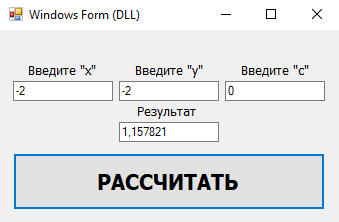 Windows Form (DLL)
Введите "x" Введите "y" Введите "c"
-2 -2 0
Результат
1,157821
РАССЧИТАТЬ